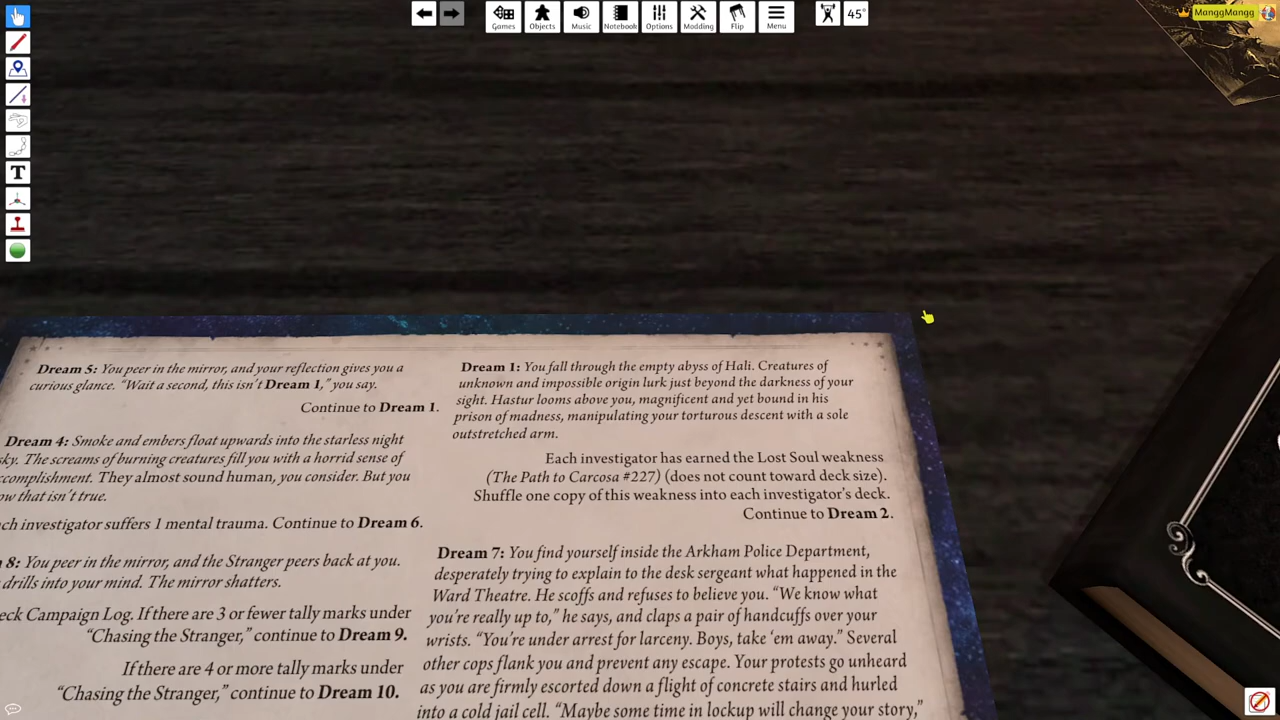 Games
Objects
Music
Notebook
Options
Modding
Flip
Menu
45°
ManggMangg
T
Dream 5: You peer in the mirror, and your reflection gives you a
curious glance. “Wait a second, this isn’t Dream 1,” you say.
Continue to Dream 1.
Dream 4: Smoke and embers float upwards into the starless night
sky. The screams of burning creatures fill you with a horrid sense of
accomplishment. They almost sound human, you consider. But you
ow that isn’t true.
ch investigator suffers 1 mental trauma. Continue to Dream 6.
8: You peer in the mirror, and the Stranger peers back at you.
drills into your mind. The mirror shatters.
eck Campaign Log. If there are 3 or fewer tally marks under
“Chasing the Stranger,” continue to Dream 9.
If there are 4 or more tally marks under
“Chasing the Stranger,” continue to Dream 10.
Dream 1: You fall through the empty abyss of Hali. Creatures of
unknown and impossible origin lurk just beyond the darkness of your
sight. Hastur looms above you, magnificent and yet bound in his
prison of madness, manipulating your torturous descent with a sole
outstretched arm.
Each investigator has earned the Lost Soul weakness
(The Path to Carcosa #227) (does not count toward deck size).
Shuffle one copy of this weakness into each investigator’s deck.
Continue to Dream 2.
Dream 7: You find yourself inside the Arkham Police Department,
desperately trying to explain to the desk sergeant what happened in the
Ward Theatre. He scoffs and refuses to believe you. “We know what
you’re really up to,” he says, and claps a pair of handcuffs over your
wrists. “You’re under arrest for larceny. Boys, take ’em away.” Several
other cops flank you and prevent any escape. Your protests go unheard
as you are firmly escorted down a flight of concrete stairs and hurled
into a cold jail cell. “Maybe some time in lockup will change your story,”